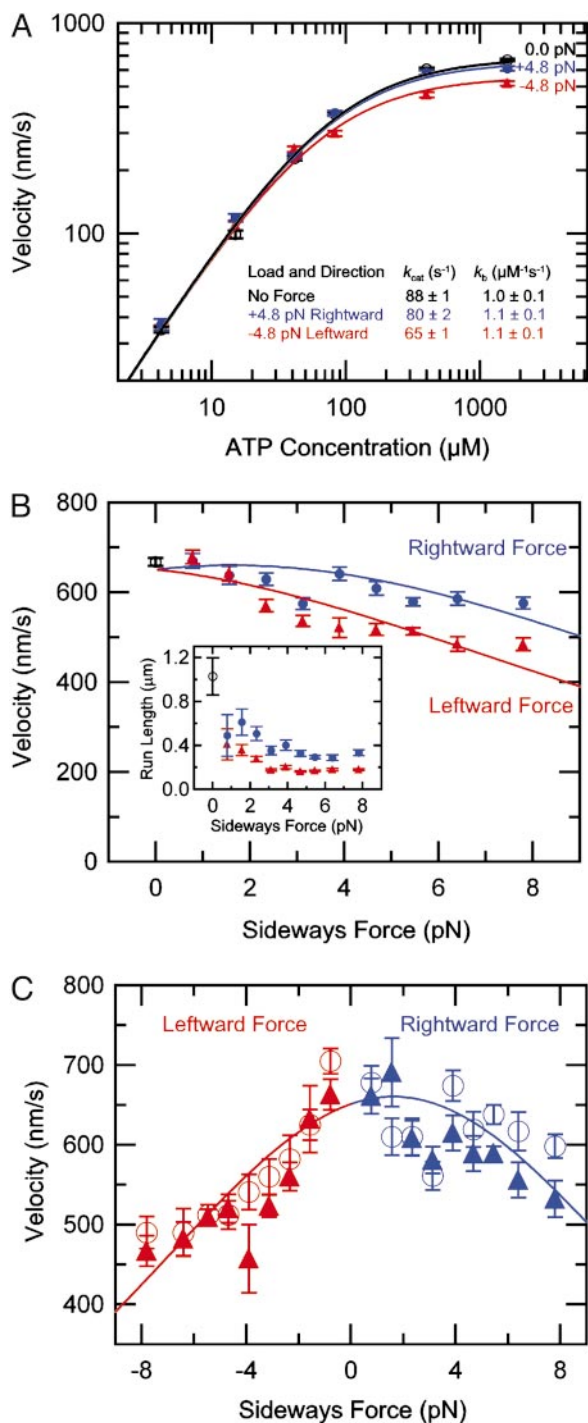 A
1000
0.0 pN
+4.8 pN
-4.8 pN
Velocity (nm/s)
100
Load and Direction kcat (s-1) kb (µM-1s-1)
No Force 88 ± 1 1.0 ± 0.1
+4.8 pN Rightward 80 ± 2 1.1 ± 0.1
-4.8 pN Leftward 65 ± 1 1.1 ± 0.1
10 100 1000
ATP Concentration (µM)
B
800
Rightward Force
600
Velocity (nm/s)
400
Leftward Force
1.2
Run Length (µm)
0.8
0.4
0.0
0 2 4 6 8
Sideways Force (pN)
200
0
0 2 4 6 8
Sideways Force (pN)
C
800
Leftward Force Rightward Force
700
Velocity (nm/s)
600
500
400
-8 -4 0 4 8
Sideways Force (pN)